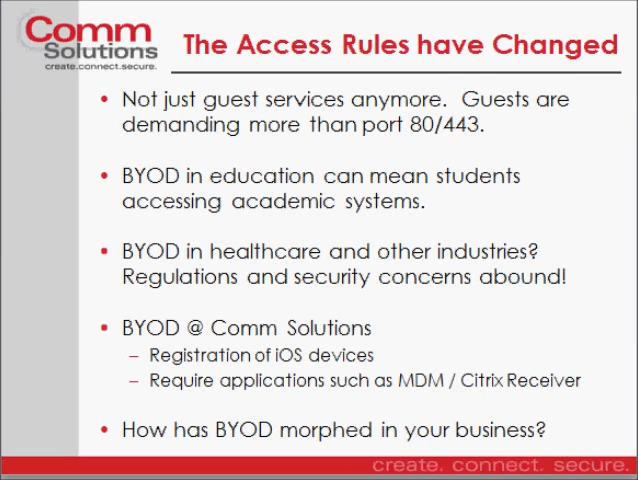 Comm
Solutions
create.connect.secure.
The Access Rules have Changed
• Not just guest services anymore. Guests are
demanding more than port 80/443.
• BYOD in education can mean students
accessing academic systems.
• BYOD in healthcare and other industries?
Regulations and security concerns abound!
• BYOD @ Comm Solutions
– Registration of iOS devices
– Require applications such as MDM / Citrix Receiver
• How has BYOD morphed in your business?
create. connect. secure.